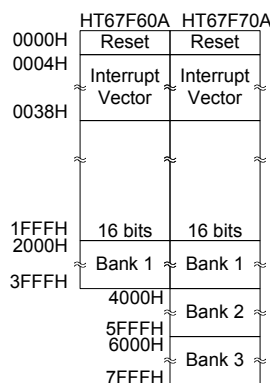 HT67F60A HT67F70A
0000H Reset Reset
0004H
Interrupt Interrupt
Vector Vector
0038H
1FFFH 16 bits 16 bits
2000H
Bank 1 Bank 1
3FFFH
4000H
Bank 2
5FFFH
6000H
Bank 3
7FFFH